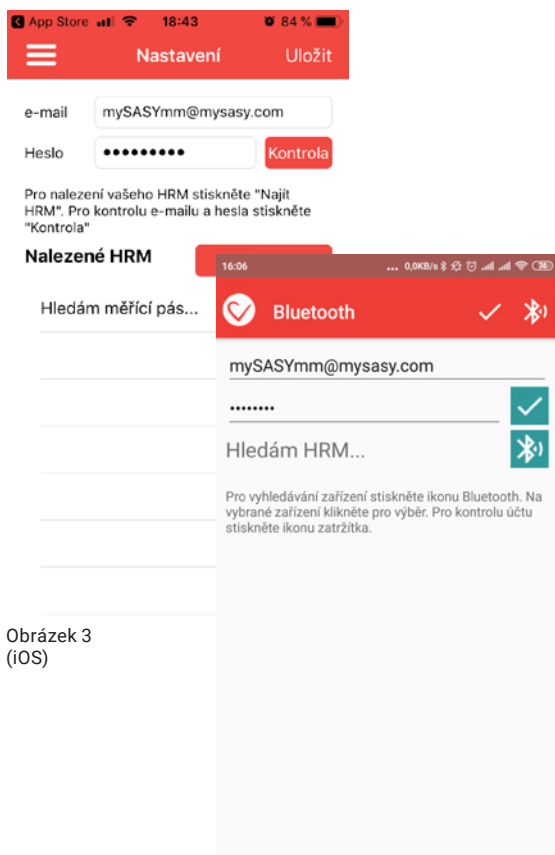 App Store 18:43 84 %
Nastavení Uložit
e-mail mySASYmm@mysasy.com
Heslo ••••••••• Kontrola
Pro nalezení vašeho HRM stiskněte "Najít
HRM". Pro kontrolu e-mailu a hesla stiskněte
"Kontrola"
Nalezené HRM
Hledám měřící pás...
16:06 ... 0,0KB/s
Bluetooth
mySASYmm@mysasy.com
••••••••
Hledám HRM...
Pro vyhledávání zařízení stiskněte ikonu Bluetooth. Na
vybrané zařízení klikněte pro výběr. Pro kontrolu účtu
stiskněte ikonu zatržítka.
Obrázek 3
(iOS)